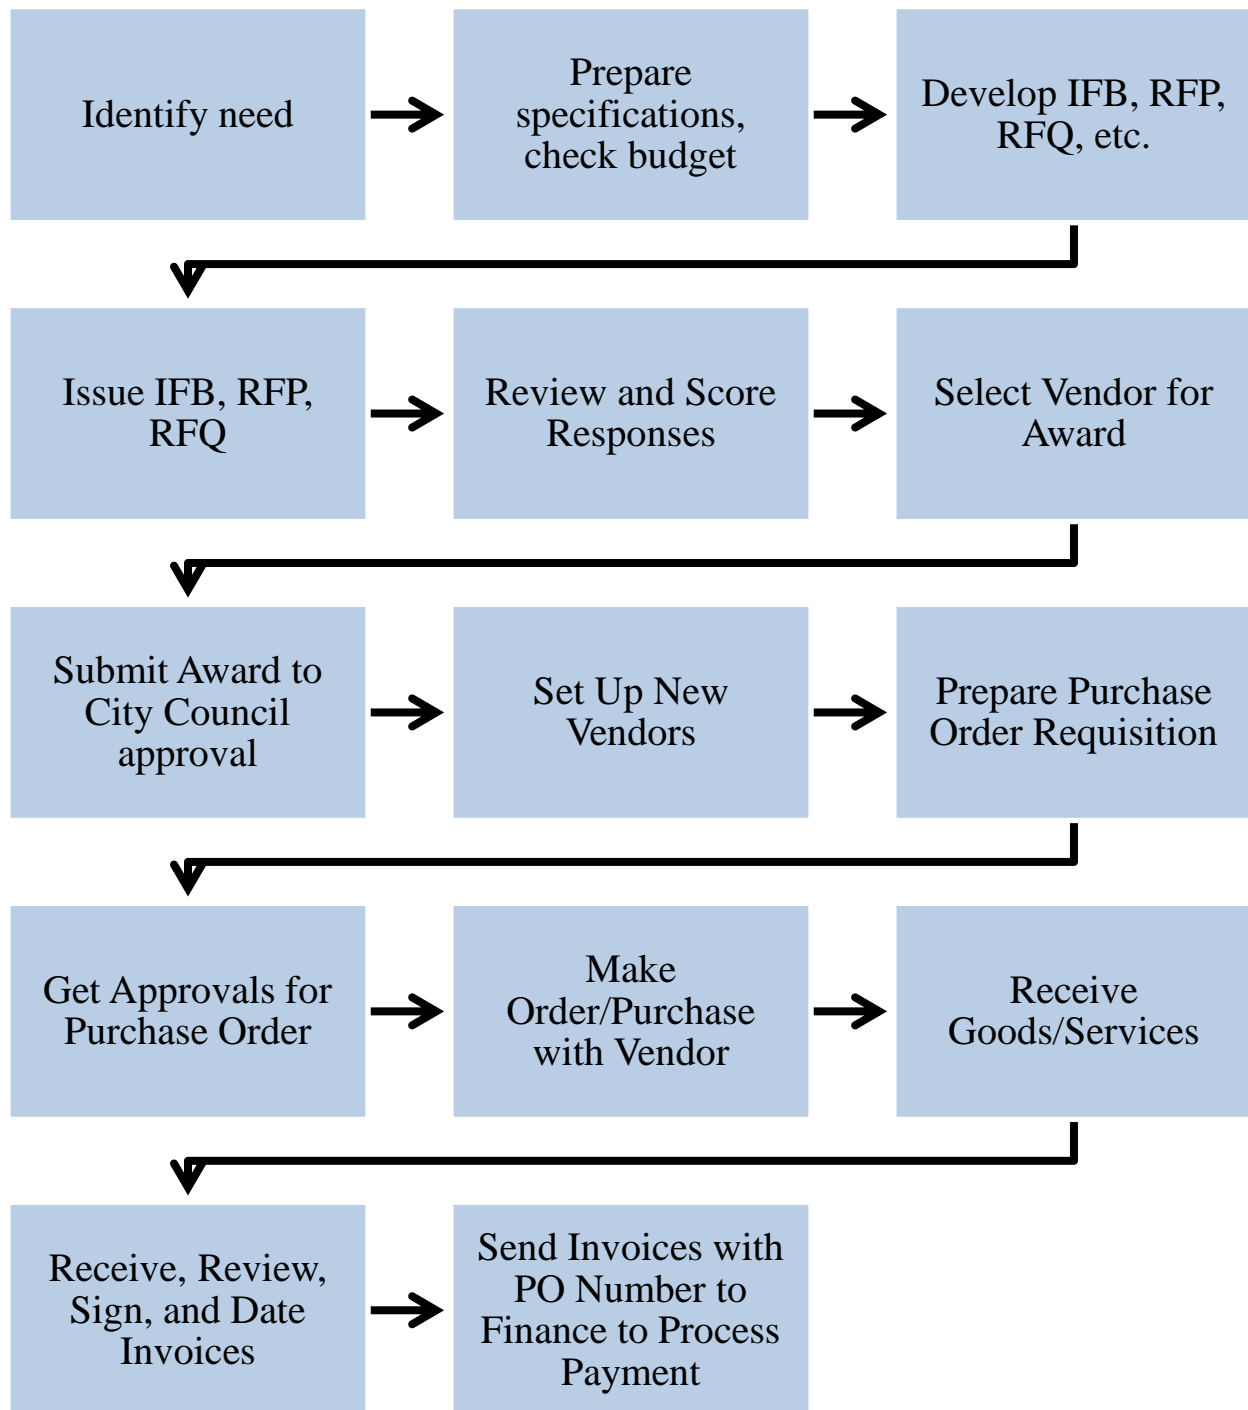 Identify need
Prepare
specifications,
check budget
Develop IFB, RFP,
RFQ, etc.
Issue IFB, RFP,
RFQ
Review and Score
Responses
Select Vendor for
Award
Submit Award to
City Council
approval
Set Up New
Vendors
Prepare Purchase
Order Requisition
Get Approvals for
Purchase Order
Make
Order/Purchase
with Vendor
Receive
Goods/Services
Receive, Review,
Sign, and Date
Invoices
Send Invoices with
PO Number to
Finance to Process
Payment